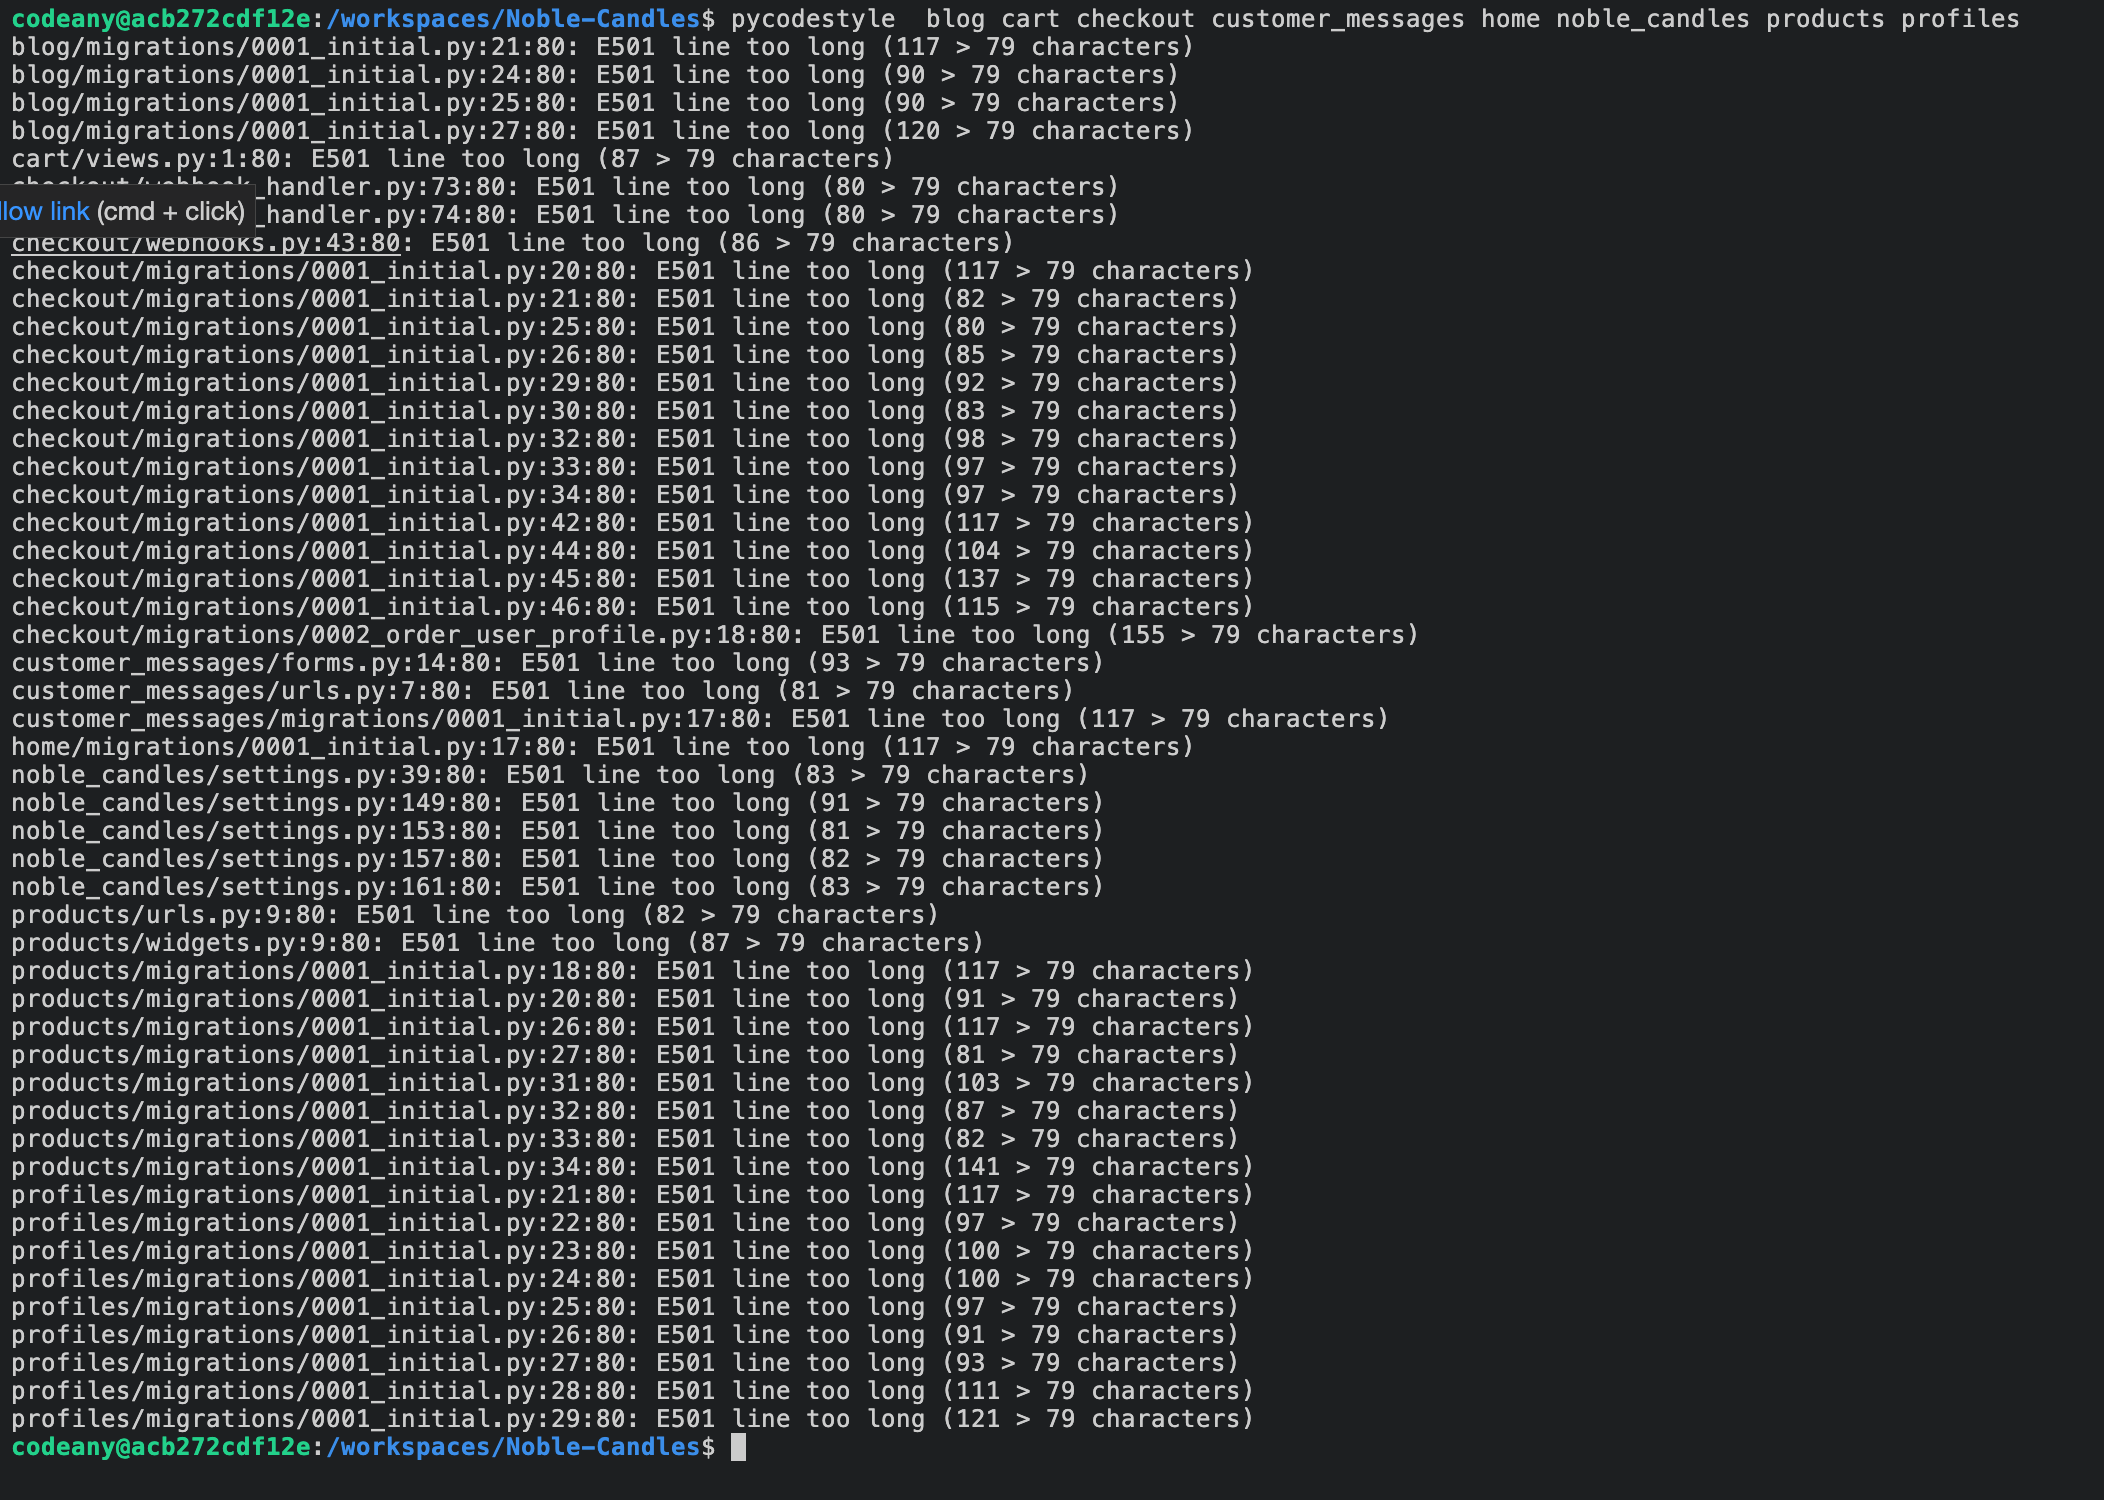 codeany@acb272cdf12e:/workspaces/Noble-Candles$ pycodestyle  blog cart checkout customer_messages home noble_candles products profiles
blog/migrations/0001_initial.py:21:80: E501 line too long (117 > 79 characters)
blog/migrations/0001_initial.py:24:80: E501 line too long (90 > 79 characters)
blog/migrations/0001_initial.py:25:80: E501 line too long (90 > 79 characters)
blog/migrations/0001_initial.py:27:80: E501 line too long (120 > 79 characters)
cart/views.py:1:80: E501 line too long (87 > 79 characters)
checkout/webhook_handler.py:73:80: E501 line too long (80 > 79 characters)
llow link (cmd + click) _handler.py:74:80: E501 line too long (80 > 79 characters)
checkout/webhooks.py:43:80: E501 line too long (86 > 79 characters)
checkout/migrations/0001_initial.py:20:80: E501 line too long (117 > 79 characters)
checkout/migrations/0001_initial.py:21:80: E501 line too long (82 > 79 characters)
checkout/migrations/0001_initial.py:25:80: E501 line too long (80 > 79 characters)
checkout/migrations/0001_initial.py:26:80: E501 line too long (85 > 79 characters)
checkout/migrations/0001_initial.py:29:80: E501 line too long (92 > 79 characters)
checkout/migrations/0001_initial.py:30:80: E501 line too long (83 > 79 characters)
checkout/migrations/0001_initial.py:32:80: E501 line too long (98 > 79 characters)
checkout/migrations/0001_initial.py:33:80: E501 line too long (97 > 79 characters)
checkout/migrations/0001_initial.py:34:80: E501 line too long (97 > 79 characters)
checkout/migrations/0001_initial.py:42:80: E501 line too long (117 > 79 characters)
checkout/migrations/0001_initial.py:44:80: E501 line too long (104 > 79 characters)
checkout/migrations/0001_initial.py:45:80: E501 line too long (137 > 79 characters)
checkout/migrations/0001_initial.py:46:80: E501 line too long (115 > 79 characters)
checkout/migrations/0002_order_user_profile.py:18:80: E501 line too long (155 > 79 characters)
customer_messages/forms.py:14:80: E501 line too long (93 > 79 characters)
customer_messages/urls.py:7:80: E501 line too long (81 > 79 characters)
customer_messages/migrations/0001_initial.py:17:80: E501 line too long (117 > 79 characters)
home/migrations/0001_initial.py:17:80: E501 line too long (117 > 79 characters)
noble_candles/settings.py:39:80: E501 line too long (83 > 79 characters)
noble_candles/settings.py:149:80: E501 line too long (91 > 79 characters)
noble_candles/settings.py:153:80: E501 line too long (81 > 79 characters)
noble_candles/settings.py:157:80: E501 line too long (82 > 79 characters)
noble_candles/settings.py:161:80: E501 line too long (83 > 79 characters)
products/urls.py:9:80: E501 line too long (82 > 79 characters)
products/widgets.py:9:80: E501 line too long (87 > 79 characters)
products/migrations/0001_initial.py:18:80: E501 line too long (117 > 79 characters)
products/migrations/0001_initial.py:20:80: E501 line too long (91 > 79 characters)
products/migrations/0001_initial.py:26:80: E501 line too long (117 > 79 characters)
products/migrations/0001_initial.py:27:80: E501 line too long (81 > 79 characters)
products/migrations/0001_initial.py:31:80: E501 line too long (103 > 79 characters)
products/migrations/0001_initial.py:32:80: E501 line too long (87 > 79 characters)
products/migrations/0001_initial.py:33:80: E501 line too long (82 > 79 characters)
products/migrations/0001_initial.py:34:80: E501 line too long (141 > 79 characters)
profiles/migrations/0001_initial.py:21:80: E501 line too long (117 > 79 characters)
profiles/migrations/0001_initial.py:22:80: E501 line too long (97 > 79 characters)
profiles/migrations/0001_initial.py:23:80: E501 line too long (100 > 79 characters)
profiles/migrations/0001_initial.py:24:80: E501 line too long (100 > 79 characters)
profiles/migrations/0001_initial.py:25:80: E501 line too long (97 > 79 characters)
profiles/migrations/0001_initial.py:26:80: E501 line too long (91 > 79 characters)
profiles/migrations/0001_initial.py:27:80: E501 line too long (93 > 79 characters)
profiles/migrations/0001_initial.py:28:80: E501 line too long (111 > 79 characters)
profiles/migrations/0001_initial.py:29:80: E501 line too long (121 > 79 characters)
codeany@acb272cdf12e:/workspaces/Noble-Candles$